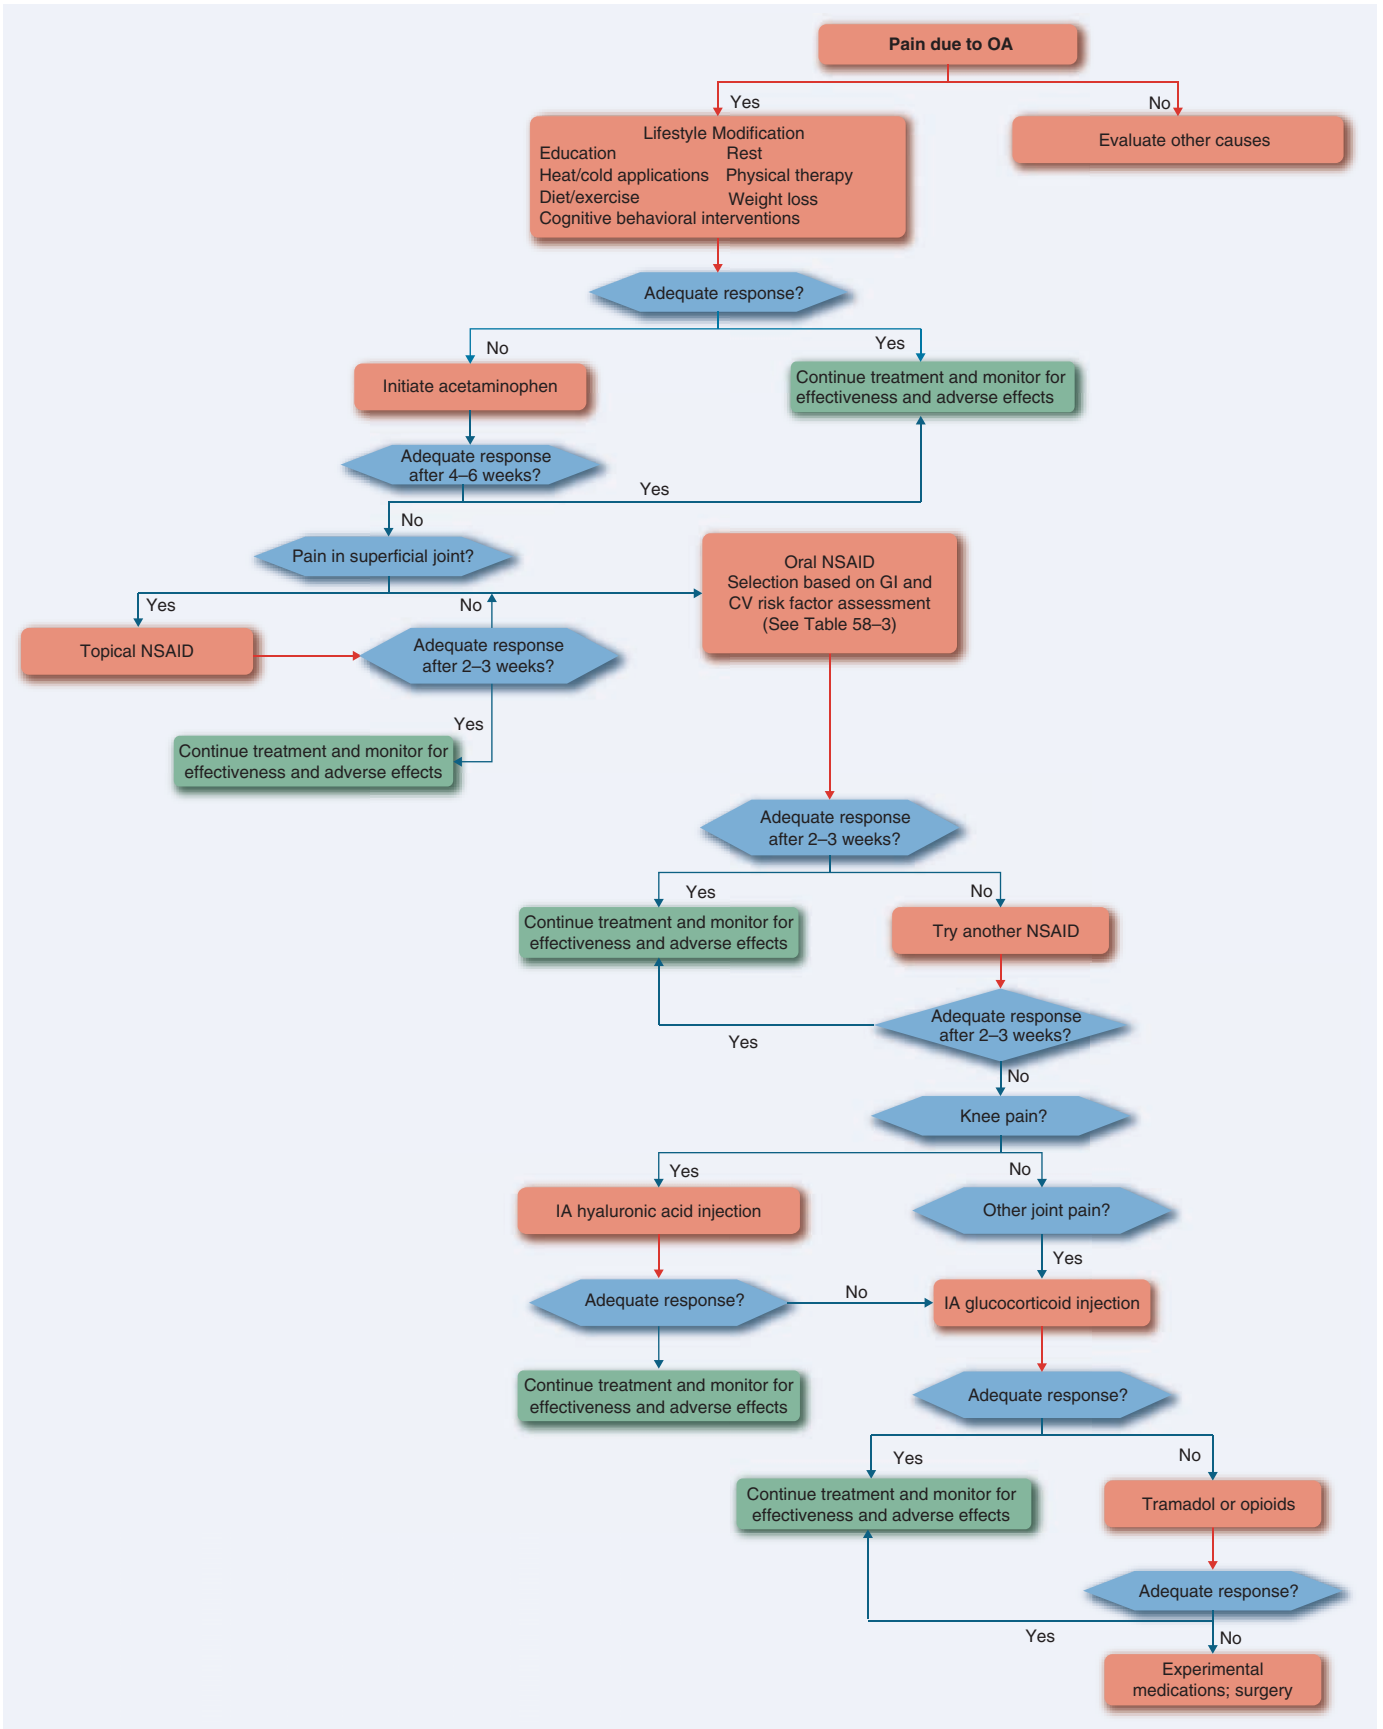 Pain due to OA
Yes
No
Lifestyle Modification
Education Rest
Heat/cold applications Physical therapy
Diet/exercise Weight loss
Cognitive behavioral interventions
Evaluate other causes
Adequate response?
No
Yes
Initiate acetaminophen
Continue treatment and monitor for
effectiveness and adverse effects
Adequate response
after 4–6 weeks?
Yes
No
Pain in superficial joint?
Oral NSAID
Selection based on GI and
CV risk factor assessment
(See Table 58–3)
Yes
No
Topical NSAID
Adequate response
after 2–3 weeks?
Yes
Continue treatment and monitor for
effectiveness and adverse effects
Adequate response
after 2–3 weeks?
Yes
No
Continue treatment and monitor for
effectiveness and adverse effects
Try another NSAID
Adequate response
after 2–3 weeks?
Yes
No
Knee pain?
Yes
No
IA hyaluronic acid injection
Other joint pain?
Yes
Adequate response?
No
IA glucocorticoid injection
Continue treatment and monitor for
effectiveness and adverse effects
Adequate response?
Yes
No
Continue treatment and monitor for
effectiveness and adverse effects
Tramadol or opioids
Adequate response?
Yes
No
Experimental
medications; surgery